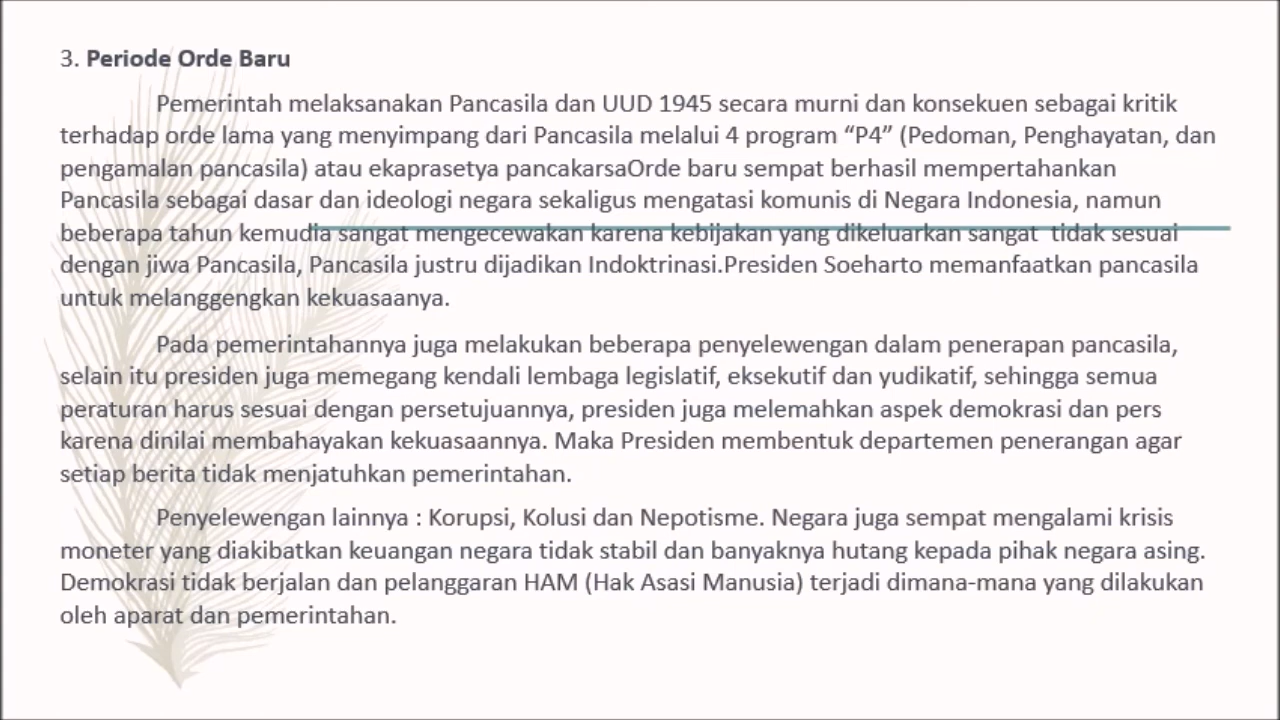 3. Periode Orde Baru
Pemerintah melaksanakan Pancasila dan UUD 1945 secara murni dan konsekuen sebagai kritik
terhadap orde lama yang menyimpang dari Pancasila melalui 4 program “P4” (Pedoman, Penghayatan, dan
pengamalan pancasila) atau ekaprasetya pancakarsaOrde baru sempat berhasil mempertahankan
Pancasila sebagai dasar dan ideologi negara sekaligus mengatasi komunis di Negara Indonesia, namun
beberapa tahun kemudia sangat mengecewakan karena kebijakan yang dikeluarkan sangat  tidak sesuai
dengan jiwa Pancasila, Pancasila justru dijadikan Indoktrinasi.Presiden Soeharto memanfaatkan pancasila
untuk melanggengkan kekuasaanya.
Pada pemerintahannya juga melakukan beberapa penyelewengan dalam penerapan pancasila,
selain itu presiden juga memegang kendali lembaga legislatif, eksekutif dan yudikatif, sehingga semua
peraturan harus sesuai dengan persetujuannya, presiden juga melemahkan aspek demokrasi dan pers
karena dinilai membahayakan kekuasaannya. Maka Presiden membentuk departemen penerangan agar
setiap berita tidak menjatuhkan pemerintahan.
Penyelewengan lainnya : Korupsi, Kolusi dan Nepotisme. Negara juga sempat mengalami krisis
moneter yang diakibatkan keuangan negara tidak stabil dan banyaknya hutang kepada pihak negara asing.
Demokrasi tidak berjalan dan pelanggaran HAM (Hak Asasi Manusia) terjadi dimana-mana yang dilakukan
oleh aparat dan pemerintahan.